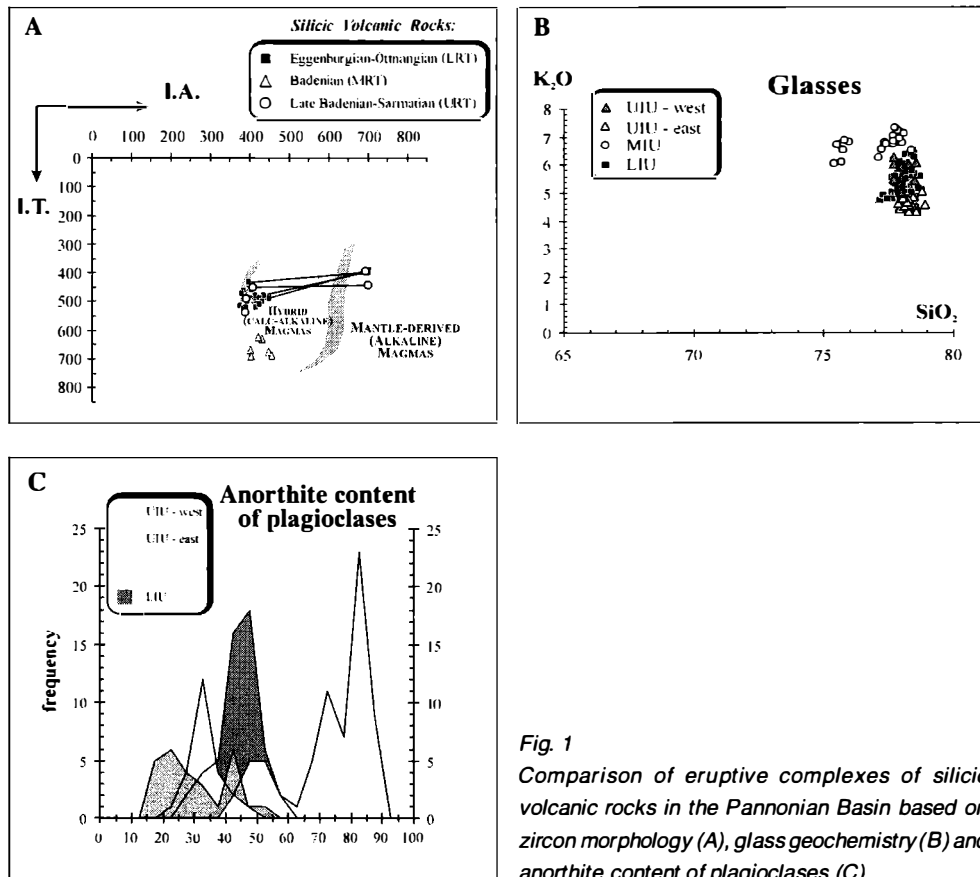 A
Silicic Volcanic Rocks:
Eggenburgian-Ottnangian (LRT)
Badenian (MRT)
Late Badenian-Sarmatian (URT)
I.A.
0 100 200 300 400 500 600 700
I.T.
0
100
200
300
400
500
600
700
800
HYBRID
(CALC-ALKALINE)
MAGMAS
MANTLE-DERIVED
(ALKALINE)
MAGMAS
B
K2O
Glasses
UIU - west
UIU - east
MIU
LIU
8
7
6
5
4
3
2
1
0
SiO2
65 70 75 80
C
Anorthite content
of plagioclases
UIU - west
UIU - east
LIU
frequency
25 25
20 20
15 15
10 10
5 5
0 0
0 10 20 30 40 50 60 70 80 90 100
Fig. 1
Comparison of eruptive complexes of silicic
volcanic rocks in the Pannonian Basin based on
zircon morphology (A), glass geochemistry (B) and
anorthite content of plagioclases (C)